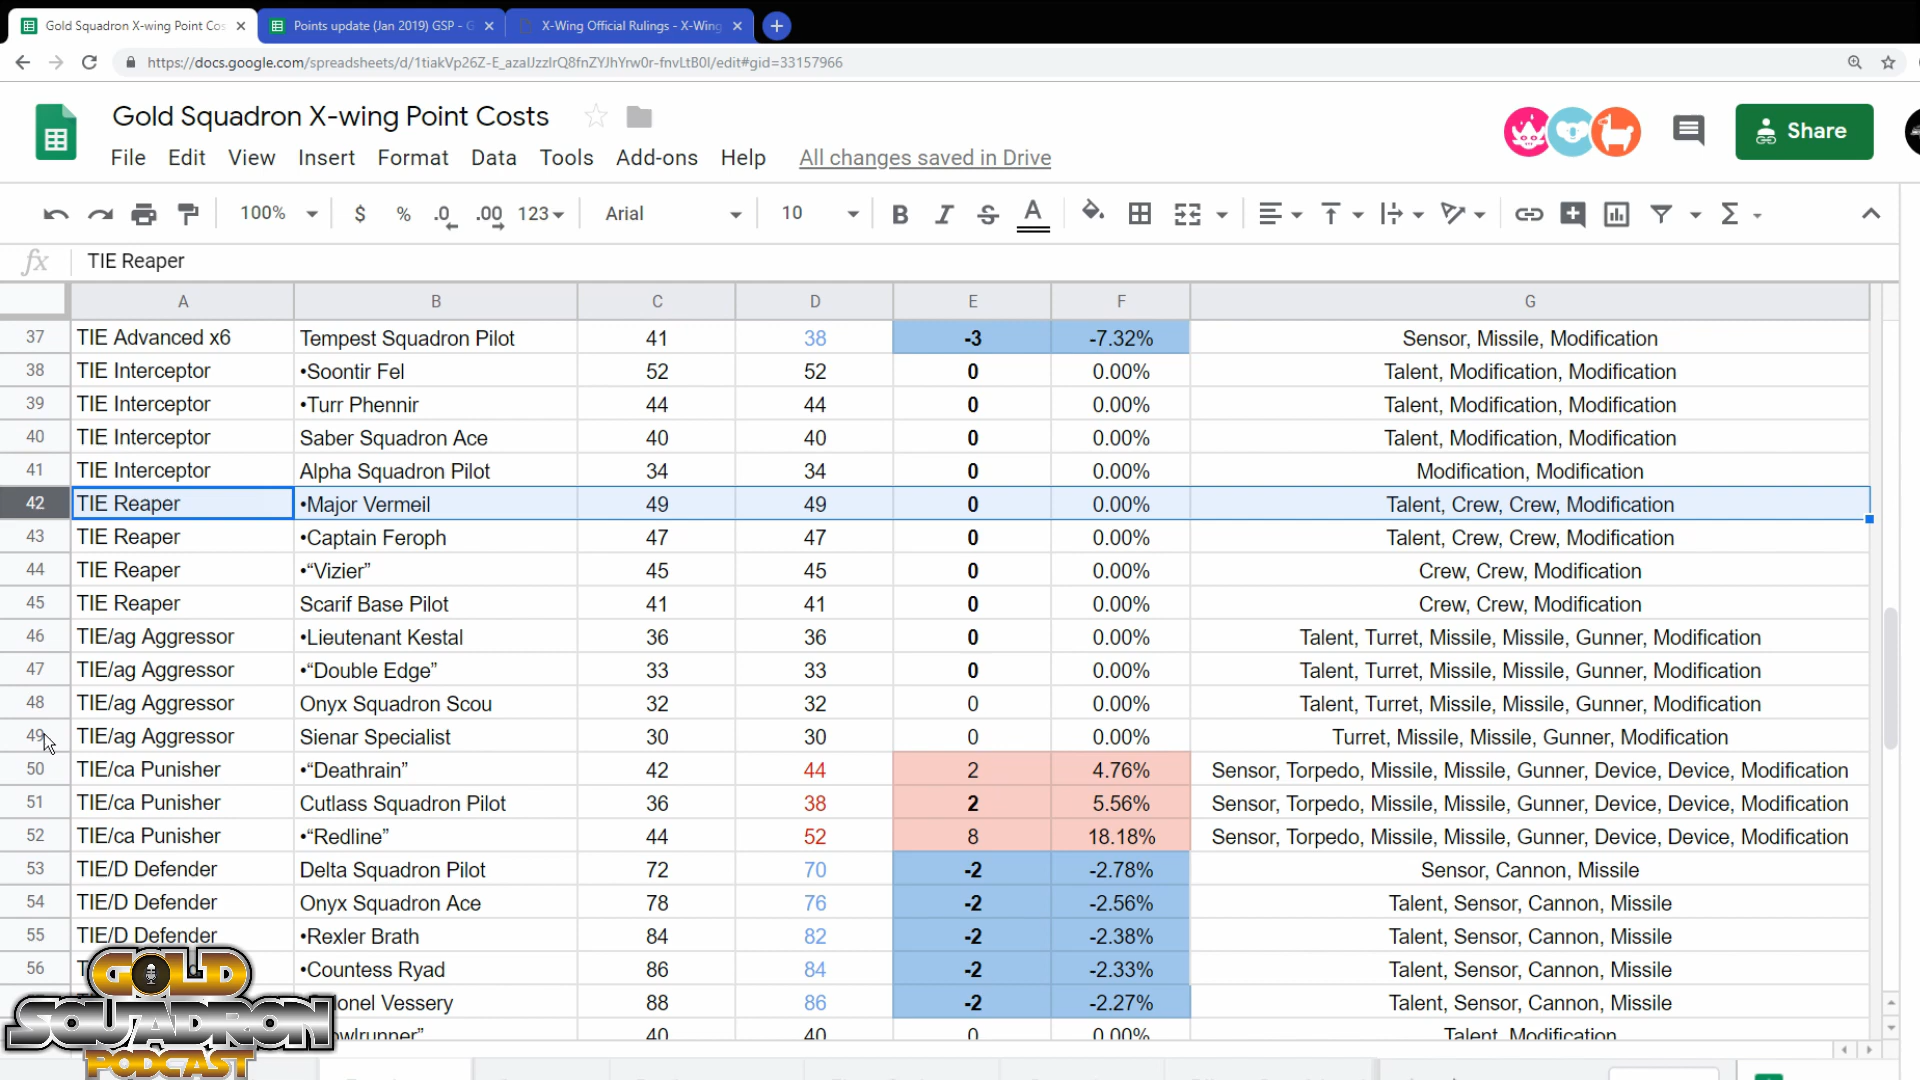 Gold Squadron X-wing Point Cos
Points update (Jan 2019) GSP - G
X-Wing Official Rulings - X-Wing
https://docs.google.com/spreadsheets/d/1tiakVp26Z-E_azaIJzzIrQ8fnZYJhYrw0r-fnvLtB0I/edit#gid=33157966
Gold Squadron X-wing Point Costs
File Edit View Insert Format Data Tools Add-ons Help All changes saved in Drive
Share
100% $ % .0 .00 123 Arial 10 B I S A Σ
fx TIE Reaper
A B C D E F G
37 TIE Advanced x6 Tempest Squadron Pilot 41 38 -3 -7.32% Sensor, Missile, Modification
38 TIE Interceptor •Soontir Fel 52 52 0 0.00% Talent, Modification, Modification
39 TIE Interceptor •Turr Phennir 44 44 0 0.00% Talent, Modification, Modification
40 TIE Interceptor Saber Squadron Ace 40 40 0 0.00% Talent, Modification, Modification
41 TIE Interceptor Alpha Squadron Pilot 34 34 0 0.00% Modification, Modification
42 TIE Reaper •Major Vermeil 49 49 0 0.00% Talent, Crew, Crew, Modification
43 TIE Reaper •Captain Feroph 47 47 0 0.00% Talent, Crew, Crew, Modification
44 TIE Reaper •“Vizier” 45 45 0 0.00% Crew, Crew, Modification
45 TIE Reaper Scarif Base Pilot 41 41 0 0.00% Crew, Crew, Modification
46 TIE/ag Aggressor •Lieutenant Kestal 36 36 0 0.00% Talent, Turret, Missile, Missile, Gunner, Modification
47 TIE/ag Aggressor •“Double Edge” 33 33 0 0.00% Talent, Turret, Missile, Missile, Gunner, Modification
48 TIE/ag Aggressor Onyx Squadron Scou 32 32 0 0.00% Talent, Turret, Missile, Missile, Gunner, Modification
49 TIE/ag Aggressor Sienar Specialist 30 30 0 0.00% Turret, Missile, Missile, Gunner, Modification
50 TIE/ca Punisher •“Deathrain” 42 44 2 4.76% Sensor, Torpedo, Missile, Missile, Gunner, Device, Device, Modification
51 TIE/ca Punisher Cutlass Squadron Pilot 36 38 2 5.56% Sensor, Torpedo, Missile, Missile, Gunner, Device, Device, Modification
52 TIE/ca Punisher •“Redline” 44 52 8 18.18% Sensor, Torpedo, Missile, Missile, Gunner, Device, Device, Modification
53 TIE/D Defender Delta Squadron Pilot 72 70 -2 -2.78% Sensor, Cannon, Missile
54 TIE/D Defender Onyx Squadron Ace 78 76 -2 -2.56% Talent, Sensor, Cannon, Missile
55 TIE/D Defender •Rexler Brath 84 82 -2 -2.38% Talent, Sensor, Cannon, Missile
56 T •Countess Ryad 86 84 -2 -2.33% Talent, Sensor, Cannon, Missile
onel Vessery 88 86 -2 -2.27% Talent, Sensor, Cannon, Missile
owlrunner” 40 40 0 0.00% Talent, Modification
GOLD
SQUADRON
PODCAST